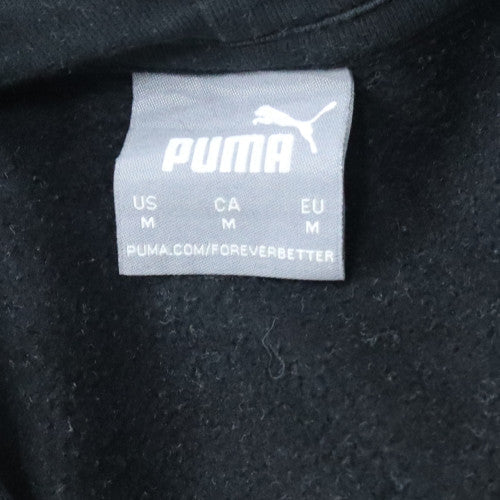 PUMA
US CA EU
M M M
PUMA.COM/FOREVERBETTER